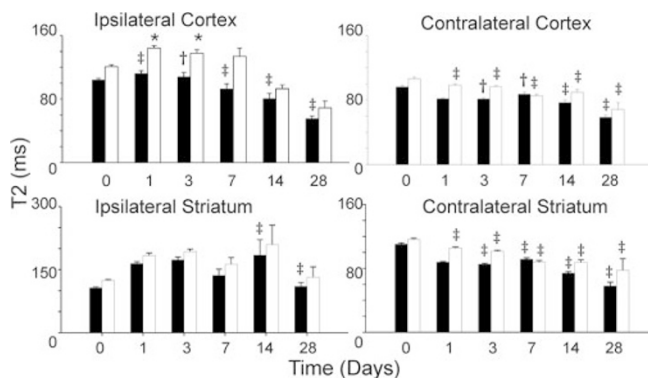 Ipsilateral Cortex
Contralateral Cortex
160
* *
‡ † ‡
80
‡
‡
0
0 1 3 7 14 28
160
‡ † ‡ † ‡ ‡ ‡
80
‡
0
0 1 3 7 14 28
T2 (ms)
Ipsilateral Striatum
Contralateral Striatum
300
‡
150
‡
0
0 1 3 7 14 28
160
‡ ‡ ‡ ‡ ‡ ‡ ‡ ‡
80
‡
0
0 1 3 7 14 28
Time (Days)